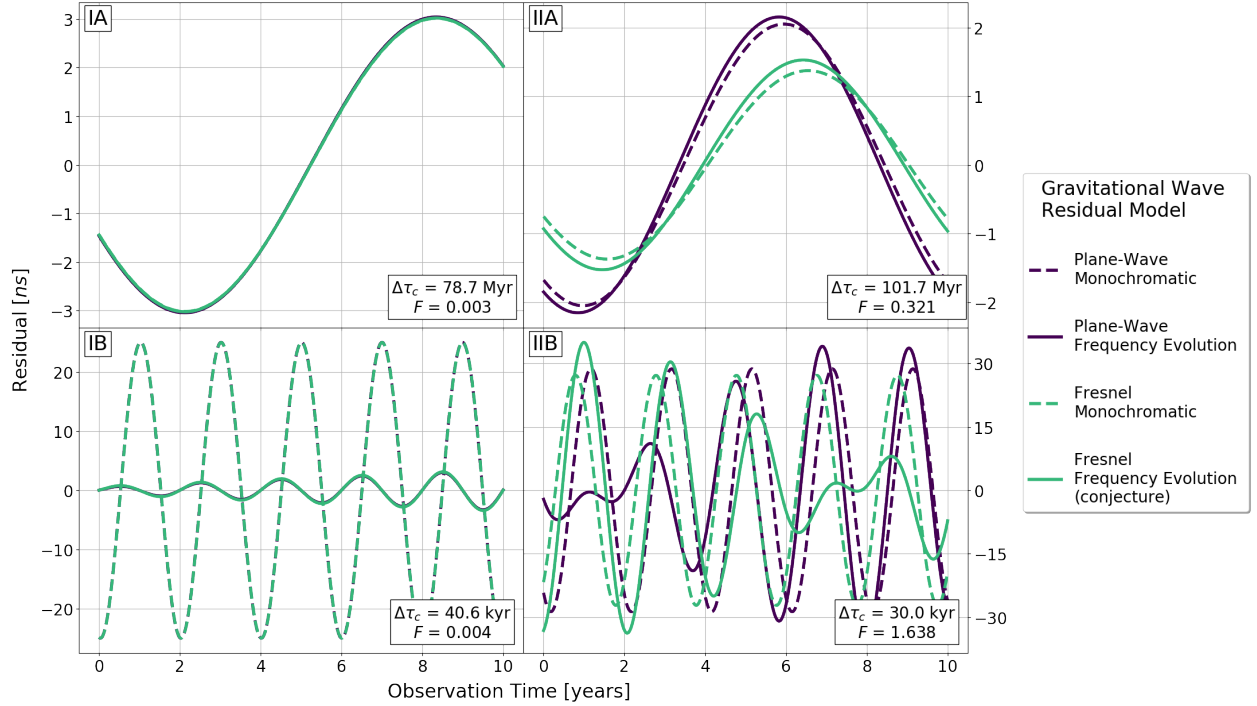 IA
IIA
3
2
1
0
−1
−2
−3
2
1
0
−1
−2
Δτc = 78.7 Myr
F = 0.003
Δτc = 101.7 Myr
F = 0.321
IB
IIB
20
10
0
−10
−20
30
15
0
−15
−30
Δτc = 40.6 kyr
F = 0.004
Δτc = 30.0 kyr
F = 1.638
0 2 4 6 8 10
0 2 4 6 8 10
Residual [ns]
Observation Time [years]
Gravitational Wave
Residual Model
Plane-Wave
Monochromatic
Plane-Wave
Frequency Evolution
Fresnel
Monochromatic
Fresnel
Frequency Evolution
(conjecture)